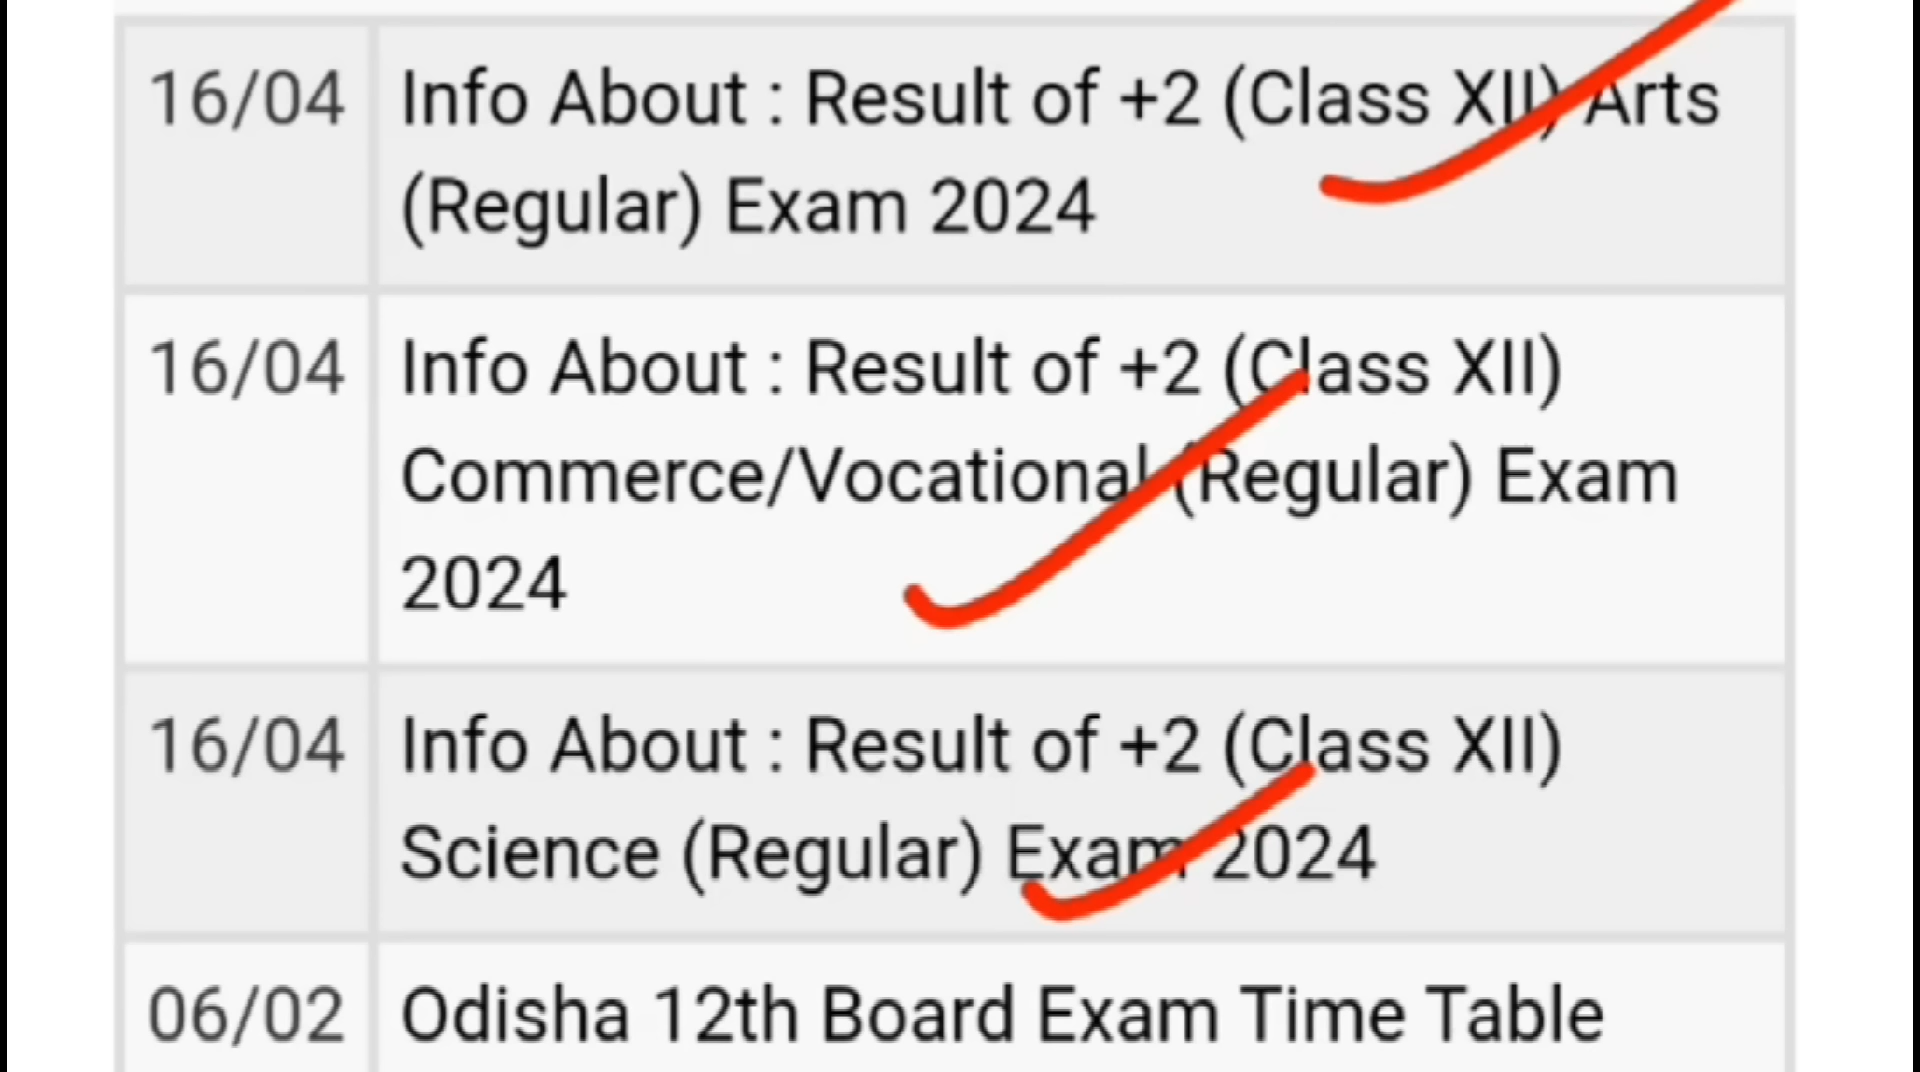 16/04 Info About : Result of +2 (Class XII) Arts
(Regular) Exam 2024
16/04 Info About : Result of +2 (Class XII)
Commerce/Vocational (Regular) Exam
2024
16/04 Info About : Result of +2 (Class XII)
Science (Regular) Exam 2024
06/02 Odisha 12th Board Exam Time Table